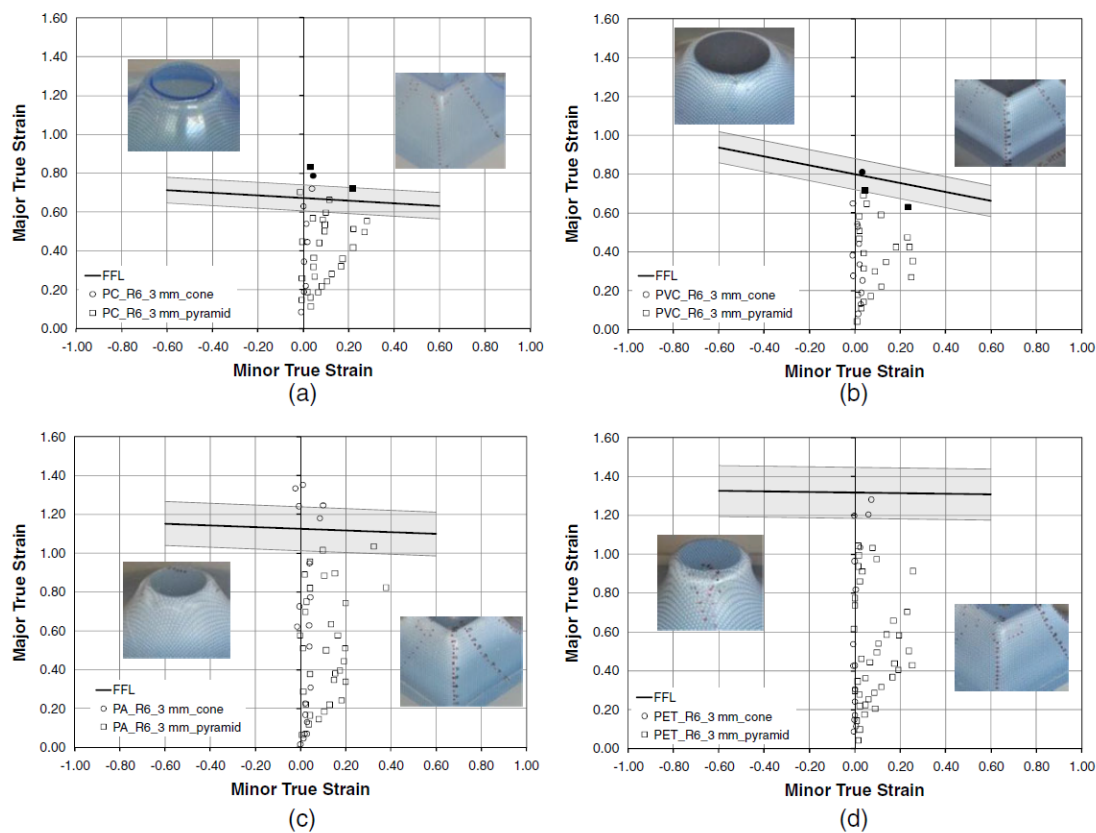 1.60
1.40
1.20
1.00
0.80
0.60
0.40
0.20
0.00
Major True Strain
FFL
PC_R6_3 mm_cone
PC_R6_3 mm_pyramid
-1.00 -0.80 -0.60 -0.40 -0.20 0.00 0.20 0.40 0.60 0.80 1.00
Minor True Strain
(a)
1.60
1.40
1.20
1.00
0.80
0.60
0.40
0.20
0.00
Major True Strain
FFL
PVC_R6_3 mm_cone
PVC_R6_3 mm_pyramid
-1.00 -0.80 -0.60 -0.40 -0.20 0.00 0.20 0.40 0.60 0.80 1.00
Minor True Strain
(b)
1.60
1.40
1.20
1.00
0.80
0.60
0.40
0.20
0.00
Major True Strain
FFL
PA_R6_3 mm_cone
PA_R6_3 mm_pyramid
-1.00 -0.80 -0.60 -0.40 -0.20 0.00 0.20 0.40 0.60 0.80 1.00
Minor True Strain
(c)
1.60
1.40
1.20
1.00
0.80
0.60
0.40
0.20
0.00
Major True Strain
FFL
PET_R6_3 mm_cone
PET_R6_3 mm_pyramid
-1.00 -0.80 -0.60 -0.40 -0.20 0.00 0.20 0.40 0.60 0.80 1.00
Minor True Strain
(d)